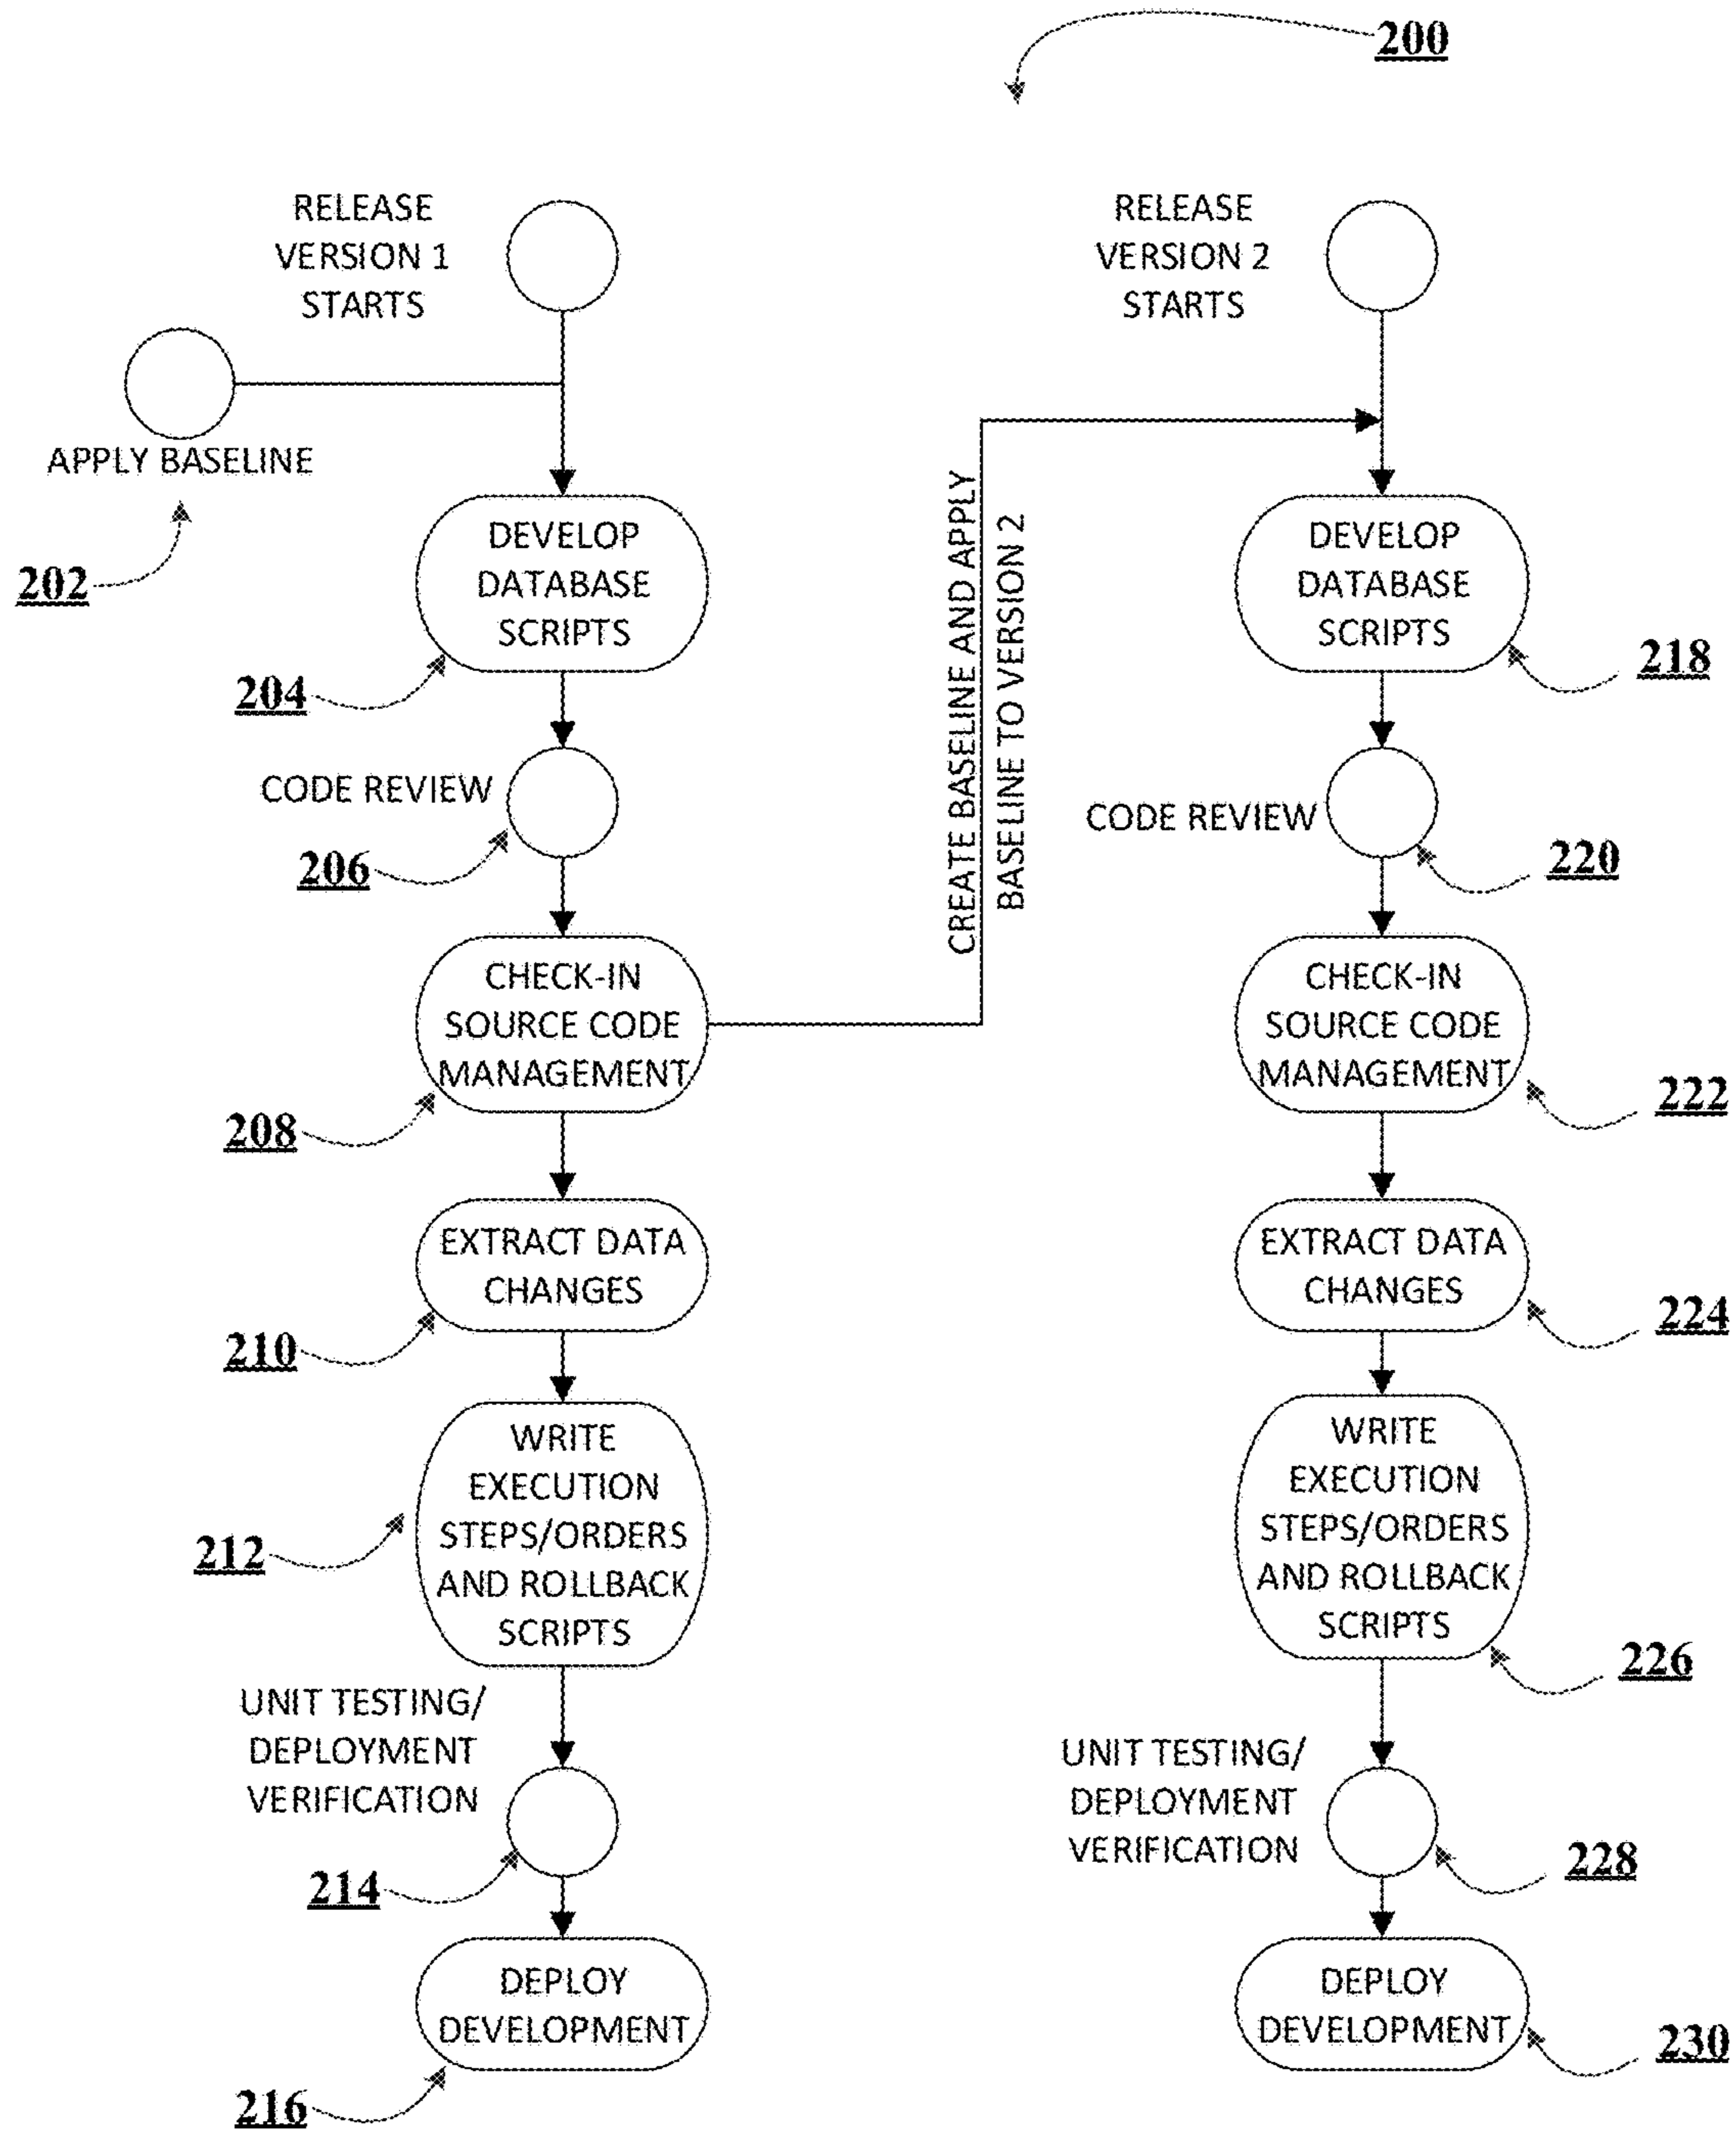 200
RELEASE
VERSION 1
STARTS
APPLY BASELINE
202
DEVELOP
DATABASE
SCRIPTS
204
CODE REVIEW
206
CHECK-IN
SOURCE CODE
MANAGEMENT
208
EXTRACT DATA
CHANGES
210
WRITE
EXECUTION
STEPS/ORDERS
AND ROLLBACK
SCRIPTS
212
UNIT TESTING/
DEPLOYMENT
VERIFICATION
214
DEPLOY
DEVELOPMENT
216
CREATE BASELINE AND APPLY
BASELINE TO VERSION 2
RELEASE
VERSION 2
STARTS
DEVELOP
DATABASE
SCRIPTS
218
CODE REVIEW
220
CHECK-IN
SOURCE CODE
MANAGEMENT
222
EXTRACT DATA
CHANGES
224
WRITE
EXECUTION
STEPS/ORDERS
AND ROLLBACK
SCRIPTS
226
UNIT TESTING/
DEPLOYMENT
VERIFICATION
228
DEPLOY
DEVELOPMENT
230